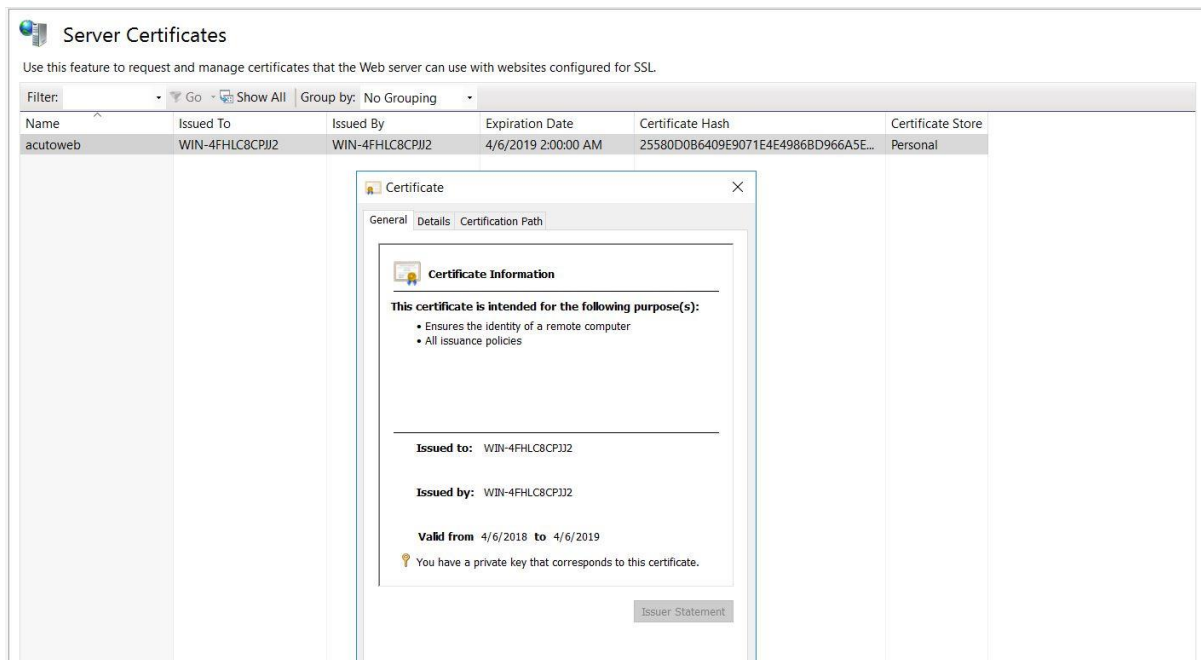 Server Certificates
Use this feature to request and manage certificates that the Web server can use with websites configured for SSL.
Filter: Go Show All Group by: No Grouping
Name Issued To Issued By Expiration Date Certificate Hash Certificate Store
acutoweb WIN-4FHLC8CPJJ2 WIN-4FHLC8CPJJ2 4/6/2019 2:00:00 AM 25580D0B6409E9071E4E4986BD966A5E... Personal
Certificate
General Details Certification Path
Certificate Information
This certificate is intended for the following purpose(s):
• Ensures the identity of a remote computer
• All issuance policies
Issued to: WIN-4FHLC8CPJJ2
Issued by: WIN-4FHLC8CPJJ2
Valid from 4/6/2018 to 4/6/2019
You have a private key that corresponds to this certificate.
Issuer Statement